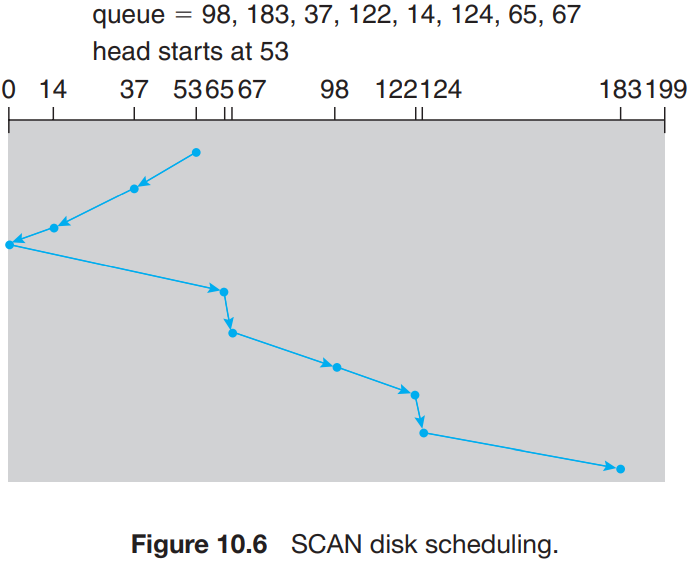 queue = 98, 183, 37, 122, 14, 124, 65, 67
head starts at 53
0 14 37 53 65 67 98 122 124 183 199
Figure 10.6 SCAN disk scheduling.